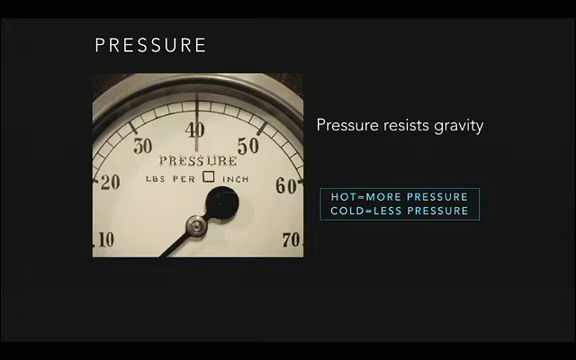 PRESSURE
Pressure resists gravity
HOT=MORE PRESSURE
COLD=LESS PRESSURE
10
20
30
40
50
60
70
PRESSURE
LBS PER □ INCH